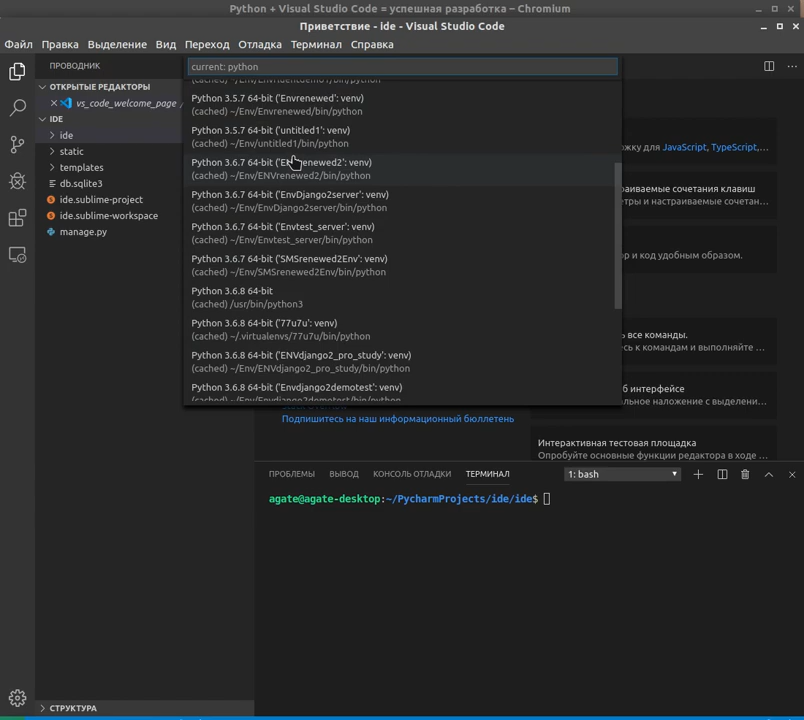 Python + Visual Studio Code = успешная разработка – Chromium
Приветствие - ide - Visual Studio Code
Файл Правка Выделение Вид Переход Отладка Терминал Справка
ПРОВОДНИК
ОТКРЫТЫЕ РЕДАКТОРЫ
vs_code_welcome_page /
IDE
ide
static
templates
db.sqlite3
ide.sublime-project
ide.sublime-workspace
manage.py
СТРУКТУРА
current: python
Python 3.5.7 64-bit ('Envrenewed': venv)
(cached) ~/Env/Envrenewed/bin/python
Python 3.5.7 64-bit ('untitled1': venv)
(cached) ~/Env/untitled1/bin/python
Python 3.6.7 64-bit ('ENVrenewed2': venv)
(cached) ~/Env/ENVrenewed2/bin/python
Python 3.6.7 64-bit ('EnvDjango2server': venv)
(cached) ~/Env/EnvDjango2server/bin/python
Python 3.6.7 64-bit ('Envtest_server': venv)
(cached) ~/Env/Envtest_server/bin/python
Python 3.6.7 64-bit ('SMSrenewed2Env': venv)
(cached) ~/Env/SMSrenewed2Env/bin/python
Python 3.6.8 64-bit
(cached) /usr/bin/python3
Python 3.6.8 64-bit ('77u7u': venv)
(cached) ~/.virtualenvs/77u7u/bin/python
Python 3.6.8 64-bit ('ENVdjango2_pro_study': venv)
(cached) ~/Env/ENVdjango2_pro_study/bin/python
Python 3.6.8 64-bit ('Envdjango2demotest': venv)
(cached) ~/Env/Envdjango2demotest/bin/python
Подпишитесь на наш информационный бюллетень
жку для JavaScript, TypeScript,...
раиваемые сочетания клавиш
етры и настраиваемые сочетан...
р и код удобным образом.
ь все команды.
сь к командам и выполняйте ...
б интерфейсе
альное наложение с выделени...
Интерактивная тестовая площадка
Опробуйте основные функции редактора в ходе ...
ПРОБЛЕМЫ ВЫВОД КОНСОЛЬ ОТЛАДКИ ТЕРМИНАЛ 1: bash
agate@agate-desktop:~/PycharmProjects/ide/ide$